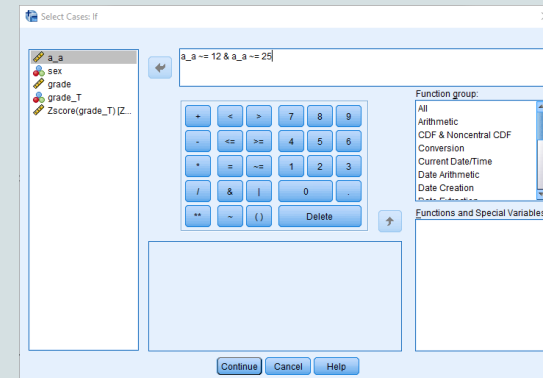 Select Cases: If
a_a
sex
grade
grade_T
Zscore(grade_T) [Z...
a_a ~= 12 & a_a ~= 25
+ < > 7 8 9
- <= >= 4 5 6
* = ~= 1 2 3
/ & | 0 .
** ~ ( ) Delete
Function group:
All
Arithmetic
CDF & Noncentral CDF
Conversion
Current Date/Time
Date Arithmetic
Date Creation
Date Extraction
Functions and Special Variables
Continue Cancel Help